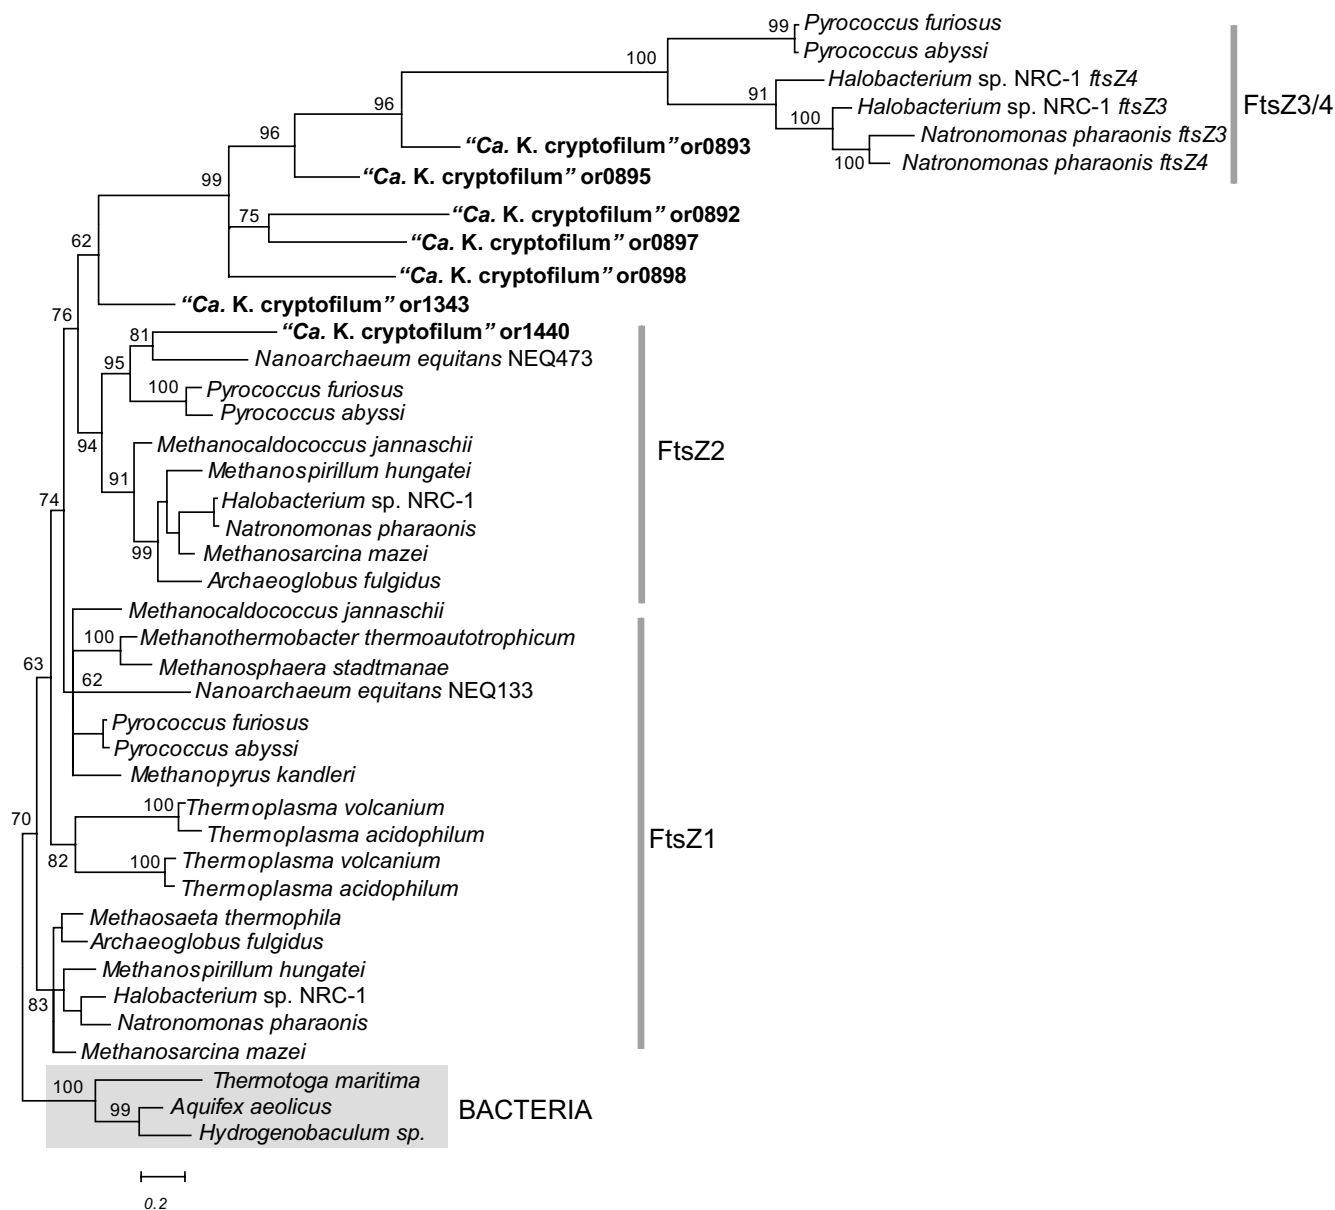 99
Pyrococcus furiosus
Pyrococcus abyssi
100
Halobacterium sp. NRC-1 ftsZ4
91
Halobacterium sp. NRC-1 ftsZ3
FtsZ3/4
96
100
Natronomonas pharaonis ftsZ3
96
"Ca. K. cryptofilum" or0893
100
Natronomonas pharaonis ftsZ4
99
"Ca. K. cryptofilum" or0895
75
"Ca. K. cryptofilum" or0892
62
"Ca. K. cryptofilum" or0897
"Ca. K. cryptofilum" or0898
"Ca. K. cryptofilum" or1343
76
81
"Ca. K. cryptofilum" or1440
95
Nanoarchaeum equitans NEQ473
100
Pyrococcus furiosus
Pyrococcus abyssi
94
Methanocaldococcus jannaschii
FtsZ2
91
Methanospirillum hungatei
74
Halobacterium sp. NRC-1
Natronomonas pharaonis
99
Methanosarcina mazei
Archaeoglobus fulgidus
Methanocaldococcus jannaschii
100
Methanothermobacter thermoautotrophicum
63
Methanosphaera stadtmanae
62
Nanoarchaeum equitans NEQ133
Pyrococcus furiosus
Pyrococcus abyssi
Methanopyrus kandleri
100
Thermoplasma volcanium
70
Thermoplasma acidophilum
FtsZ1
82
100
Thermoplasma volcanium
Thermoplasma acidophilum
Methaosaeta thermophila
Archaeoglobus fulgidus
Methanospirillum hungatei
83
Halobacterium sp. NRC-1
Natronomonas pharaonis
Methanosarcina mazei
100
Thermotoga maritima
99
Aquifex aeolicus
BACTERIA
Hydrogenobaculum sp.
0.2